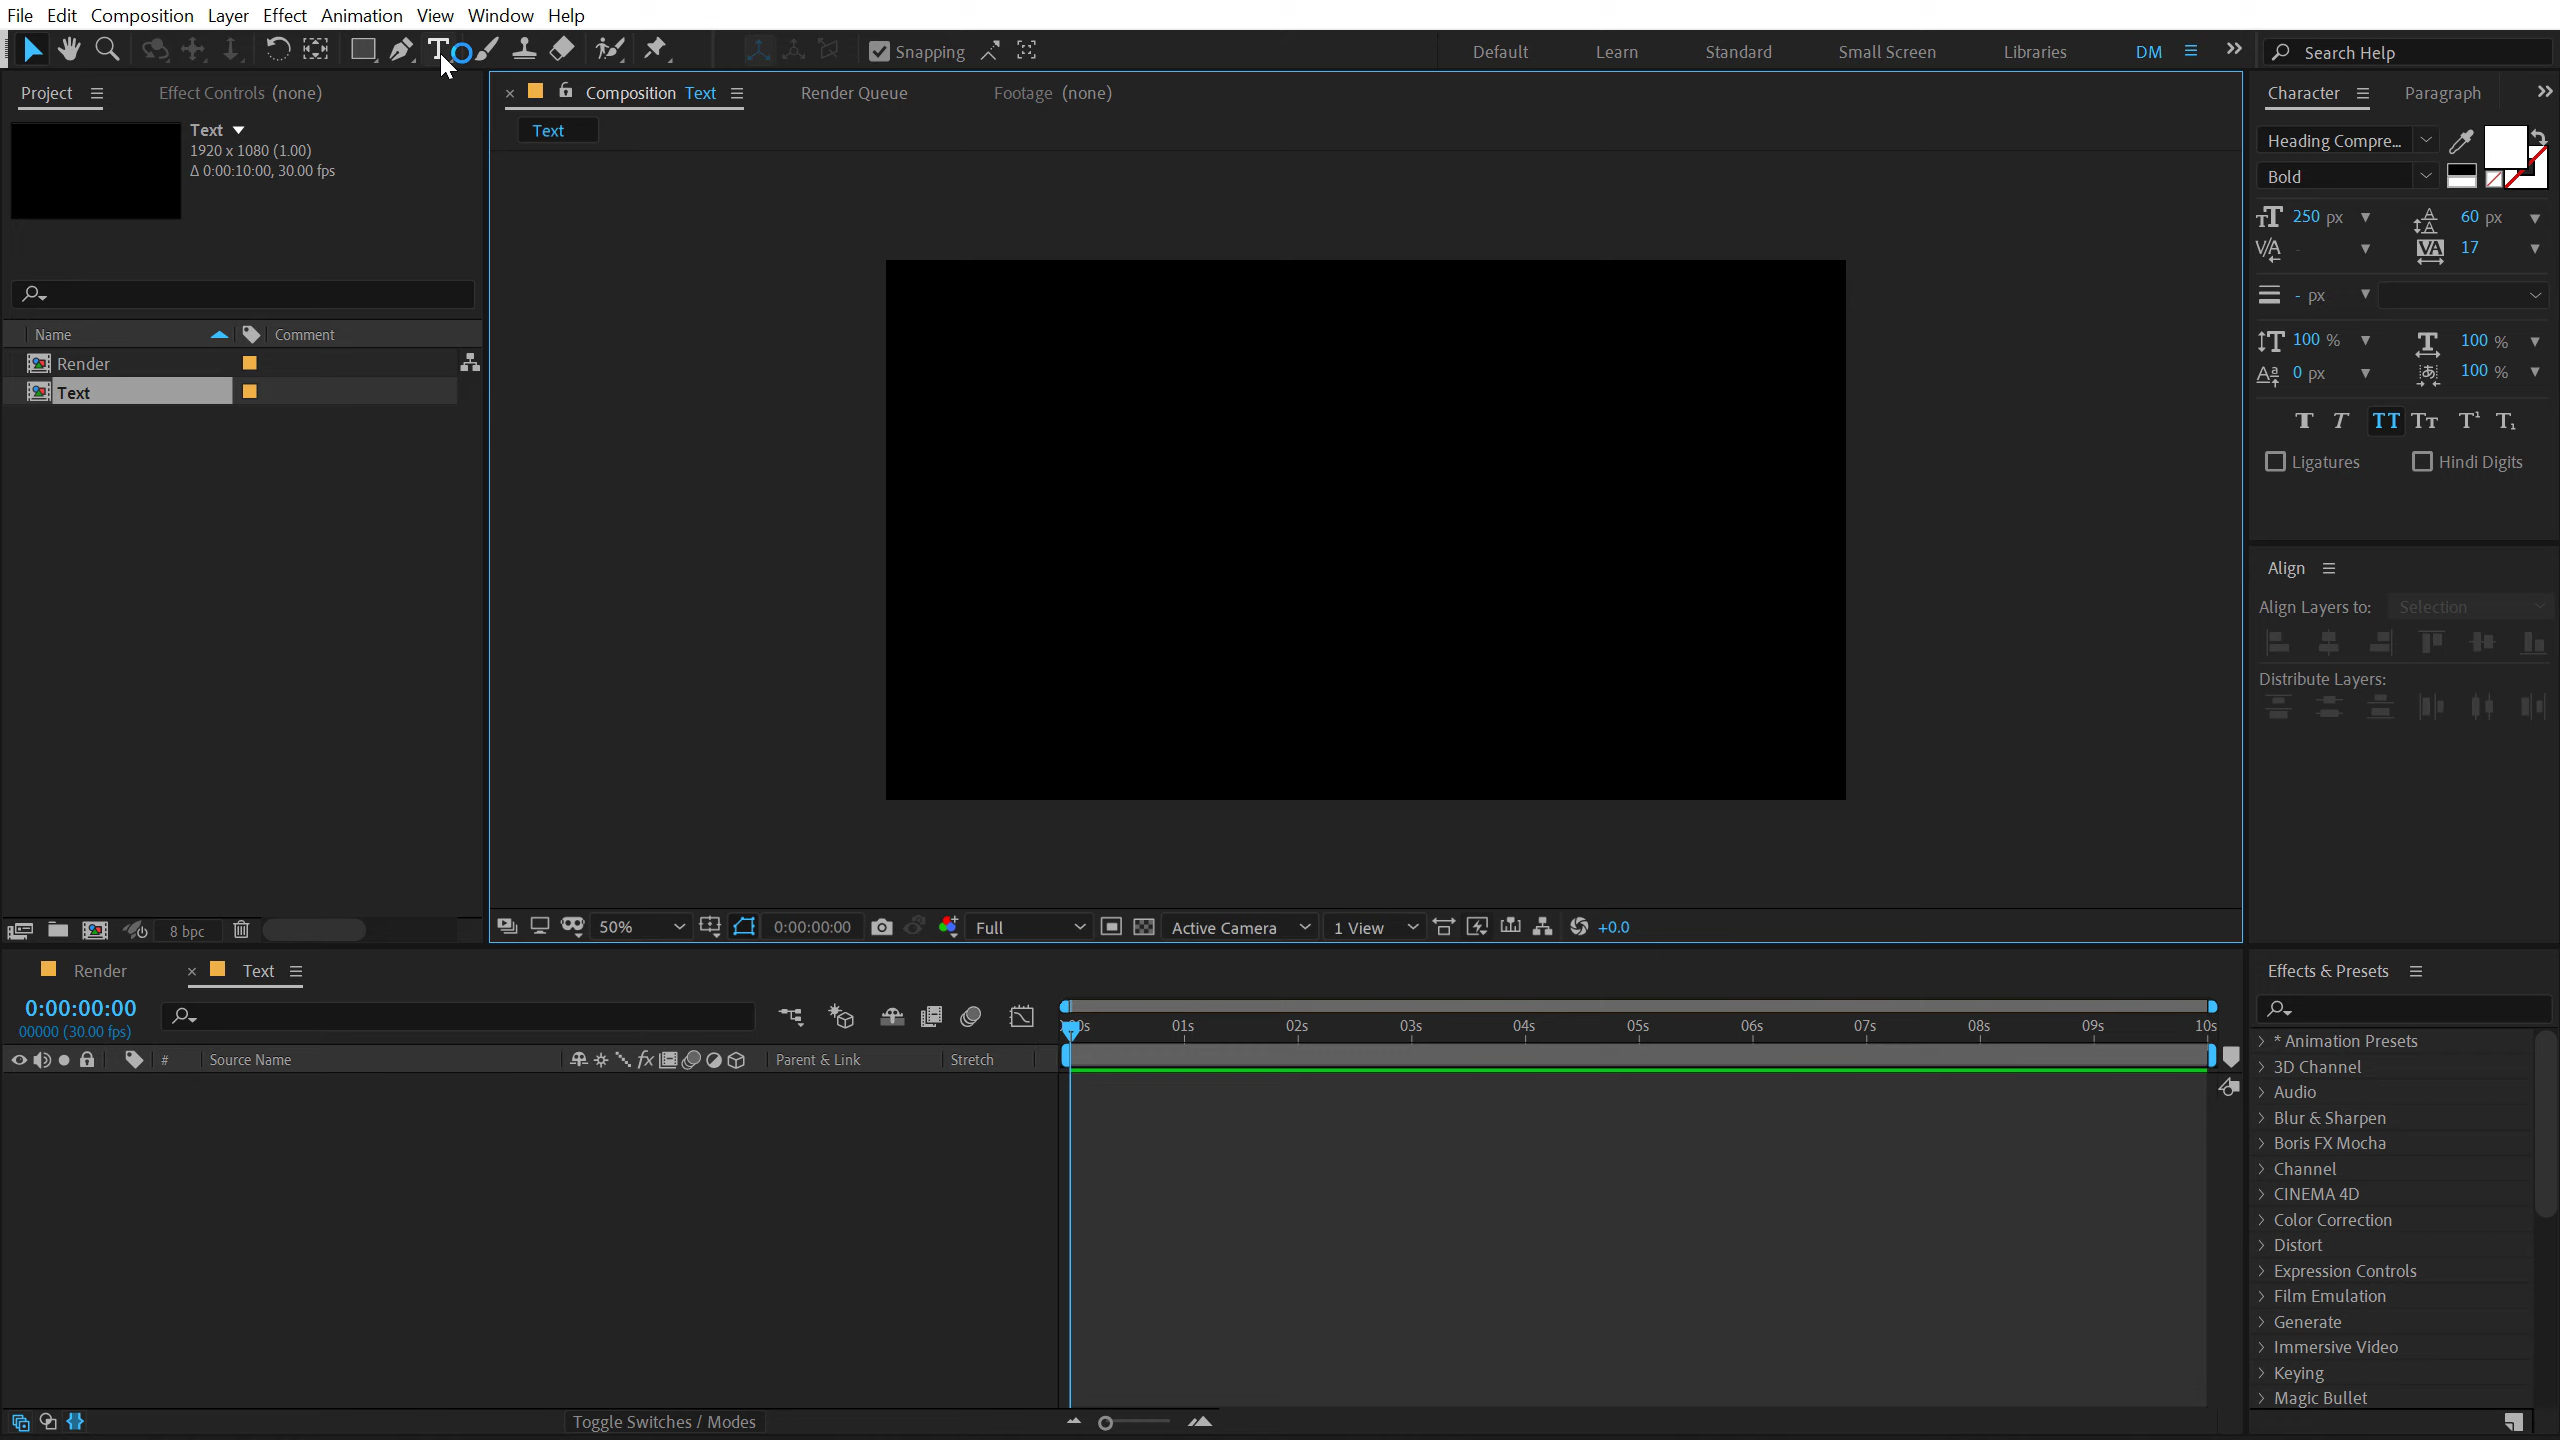 File Edit Composition Layer Effect Animation View Window Help
Snapping
Default Learn Standard Small Screen Libraries DM
Search Help
Project Effect Controls (none)
Text
1920 x 1080 (1.00)
Δ 0:00:10:00, 30.00 fps
Name Comment
Render
Text
8 bpc
Composition Text Render Queue Footage (none)
Text
50% 0:00:00:00 Full Active Camera 1 View +0.0
Character Paragraph
Heading Compre...
Bold
250 px 60 px
- 17
- px
100 % 100 %
0 px 100 %
Ligatures Hindi Digits
Align
Align Layers to: Selection
Distribute Layers:
Render Text
0:00:00:00
00000 (30.00 fps)
# Source Name Parent & Link Stretch
01s 02s 03s 04s 05s 06s 07s 08s 09s 10s
Toggle Switches / Modes
Effects & Presets
* Animation Presets
3D Channel
Audio
Blur & Sharpen
Boris FX Mocha
Channel
CINEMA 4D
Color Correction
Distort
Expression Controls
Film Emulation
Generate
Immersive Video
Keying
Magic Bullet